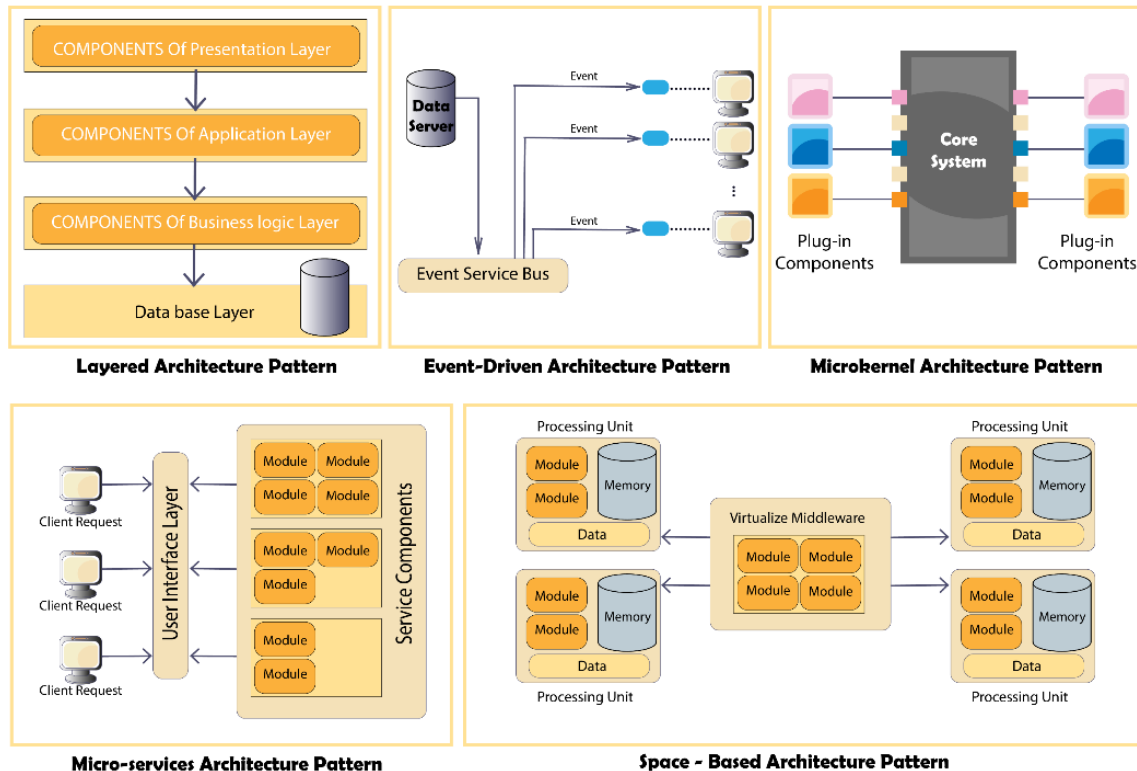 COMPONENTS Of Presentation Layer
COMPONENTS Of Application Layer
COMPONENTS Of Business logic Layer
Data base Layer
Layered Architecture Pattern
Data
Server
Event
Event
Event
Event Service Bus
Event-Driven Architecture Pattern
Core
System
Plug-in
Components
Plug-in
Components
Microkernel Architecture Pattern
Client Request
Client Request
Client Request
User Interface Layer
Module Module
Module Module
Module Module
Module
Module
Module
Service Components
Micro-services Architecture Pattern
Processing Unit
Module
Module
Memory
Data
Processing Unit
Module
Module
Memory
Data
Virtualize Middleware
Module Module
Module Module
Module
Module
Memory
Data
Processing Unit
Module
Module
Memory
Data
Processing Unit
Space - Based Architecture Pattern